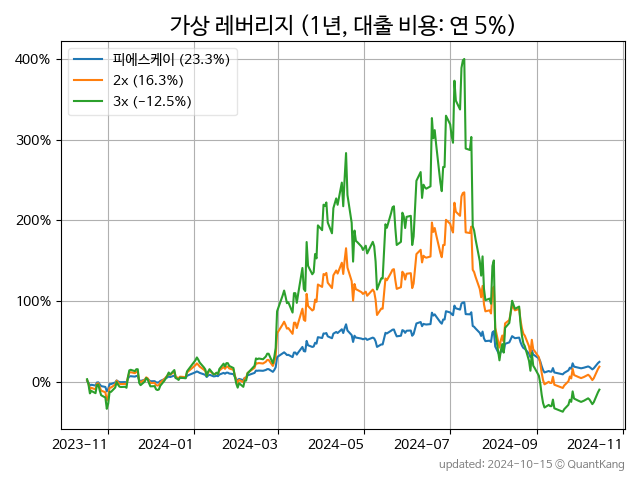 가상 레버리지 (1년, 대출 비용: 연 5%)
피에스케이 (23.3%)
2x (16.3%)
3x (−12.5%)
400%
300%
200%
100%
0%
2023-11 2024-01 2024-03 2024-05 2024-07 2024-09 2024-11
updated: 2024-10-15 © QuantKang